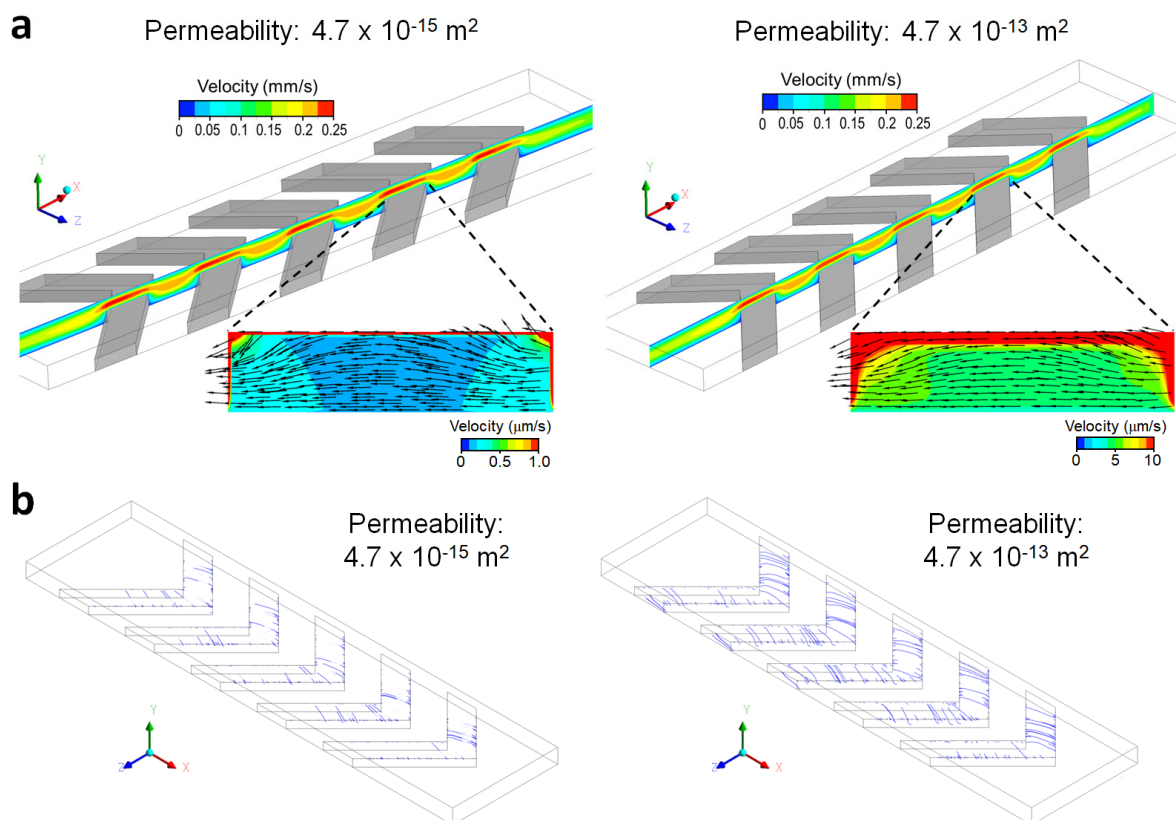 a
Permeability: 4.7 x 10⁻¹⁵ m²
Permeability: 4.7 x 10⁻¹³ m²
Velocity (mm/s)
0 0.05 0.1 0.15 0.2 0.25
Velocity (mm/s)
0 0.05 0.1 0.15 0.2 0.25
Y
X
Z
Y
X
Z
Velocity (μm/s)
0 0.5 1.0
Velocity (μm/s)
0 5 10
b
Permeability:
4.7 x 10⁻¹⁵ m²
Permeability:
4.7 x 10⁻¹³ m²
Y
Z X
Y
Z X